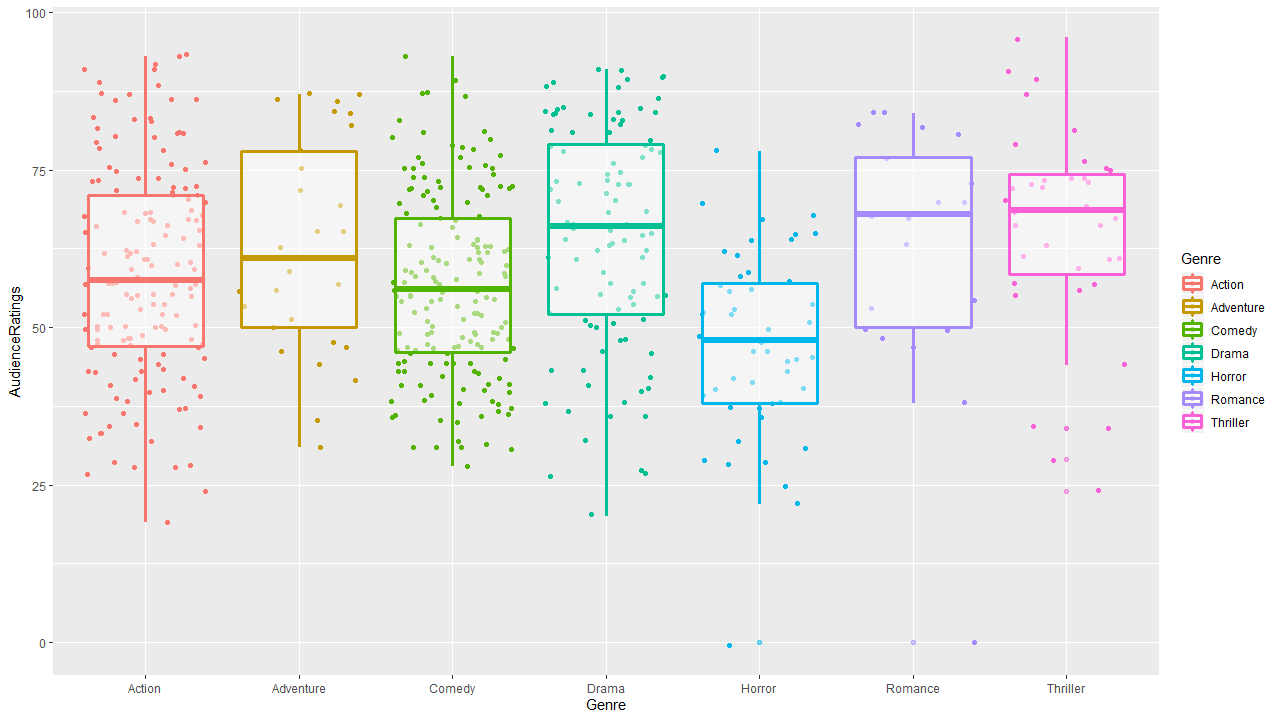 100
75
50
25
0
AudienceRatings
Action Adventure Comedy Drama Horror Romance Thriller
Genre
Genre
Action
Adventure
Comedy
Drama
Horror
Romance
Thriller